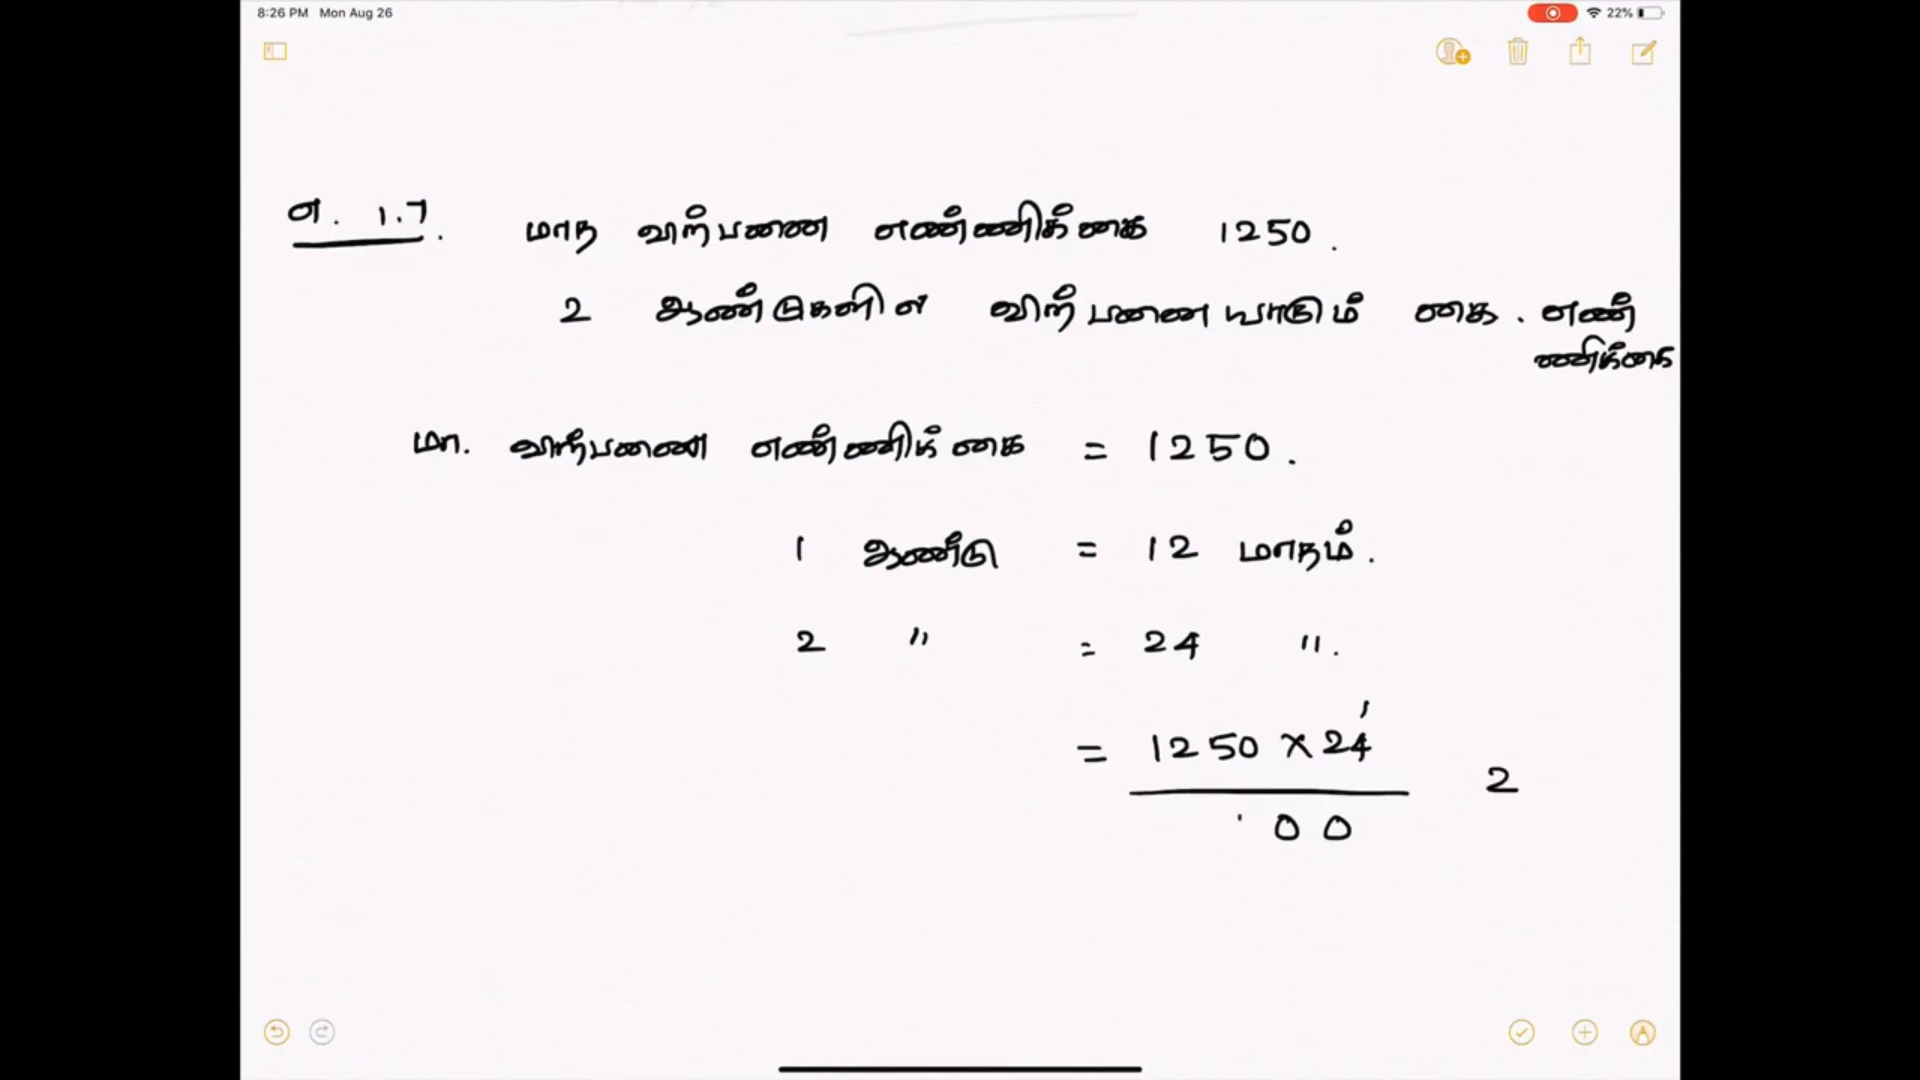 8:26 PM Mon Aug 26
22%
எ. 1.7. மாத விற்பனை எண்ணிக்கை 1250.
2 ஆண்டுகளில் விற்பனையாகும் கை. எண்
ணிக்கை
மா. விற்பனை எண்ணிக்கை = 1250.
1 ஆண்டு = 12 மாதம்.
2 " = 24 ".
1
= 1250 × 24
2
00